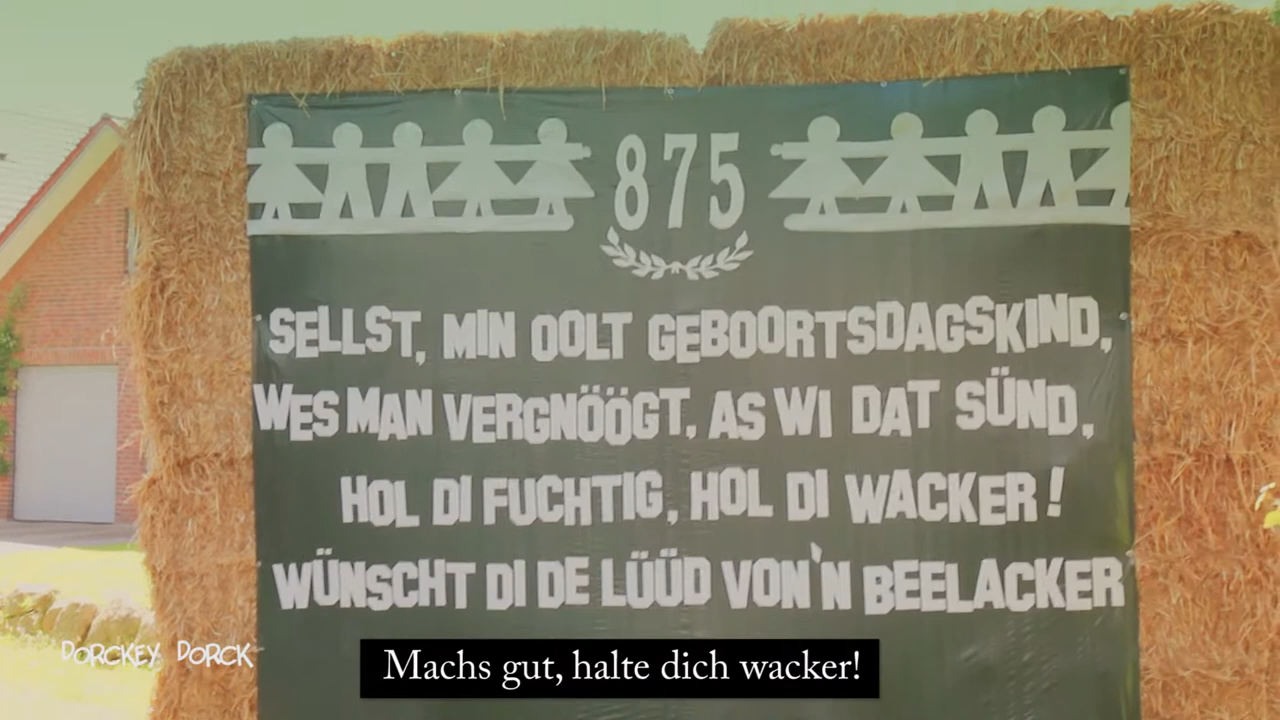 875
SELLST, MIN OOLT GEBOORTSDAGSKIND,
WES MAN VERGNÖÖGT, AS WI DAT SÜND,
HOL DI FUCHTIG, HOL DI WACKER!
WÜNSCHT DI DE LÜÜD VON'N BEELACKER
DORCKEY DORCK
Machs gut, halte dich wacker!